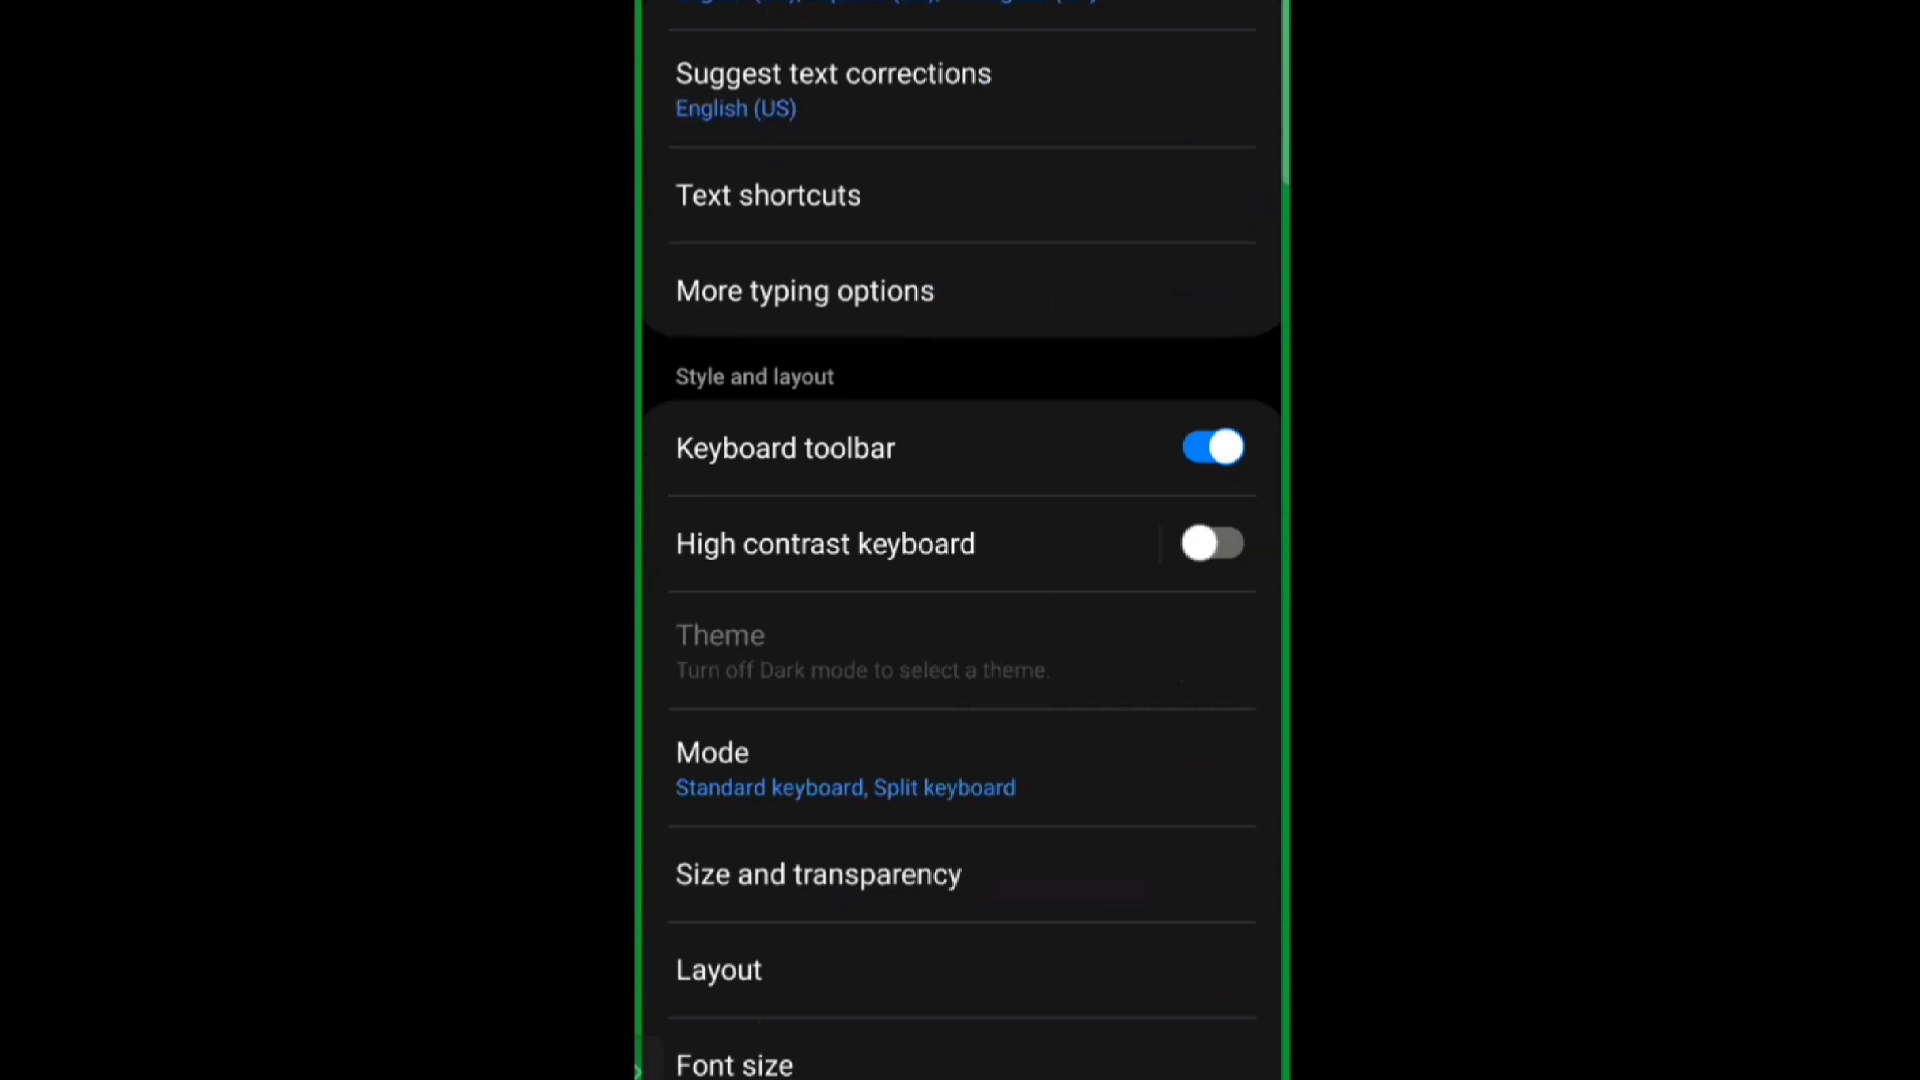 Suggest text corrections
English (US)
Text shortcuts
More typing options
Style and layout
Keyboard toolbar
High contrast keyboard
Theme
Turn off Dark mode to select a theme.
Mode
Standard keyboard, Split keyboard
Size and transparency
Layout
Font size